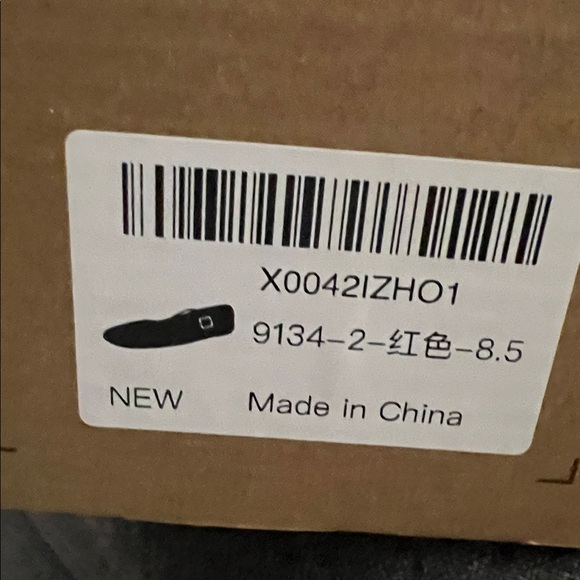 X0042IZHO1
9134-2-红色-8.5
NEW
Made in China